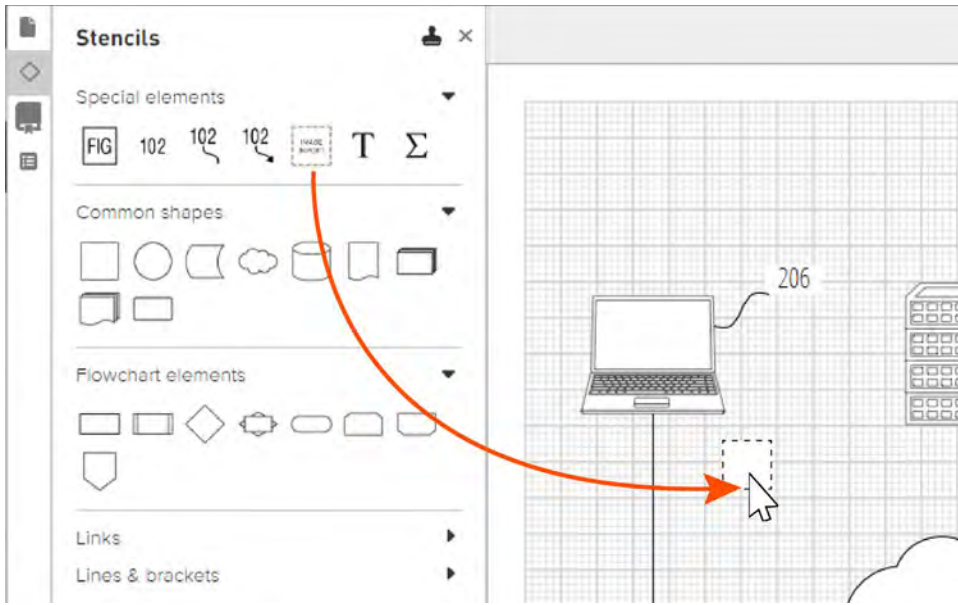 Stencils
Special elements
FIG 102 102 102 IMAGE IMPORT T Σ
Common shapes
206
Flowchart elements
Links
Lines & brackets